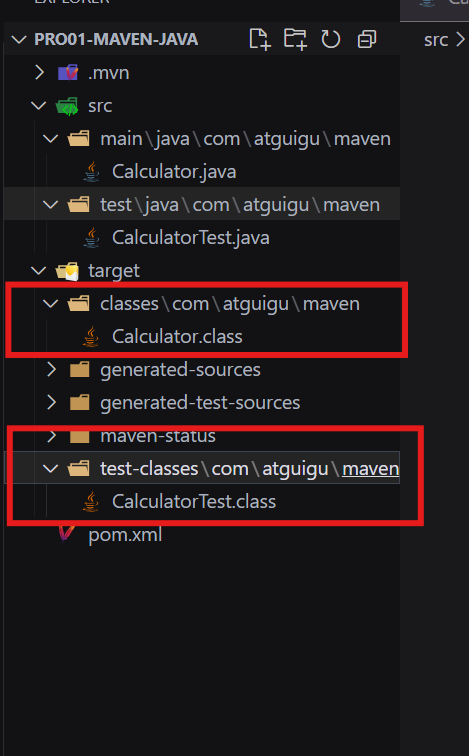 PRO01-MAVEN-JAVA
src
.mvn
src
main\java\com\atguigu\maven
Calculator.java
test\java\com\atguigu\maven
CalculatorTest.java
target
classes\com\atguigu\maven
Calculator.class
generated-sources
generated-test-sources
maven-status
test-classes\com\atguigu\maven
CalculatorTest.class
pom.xml